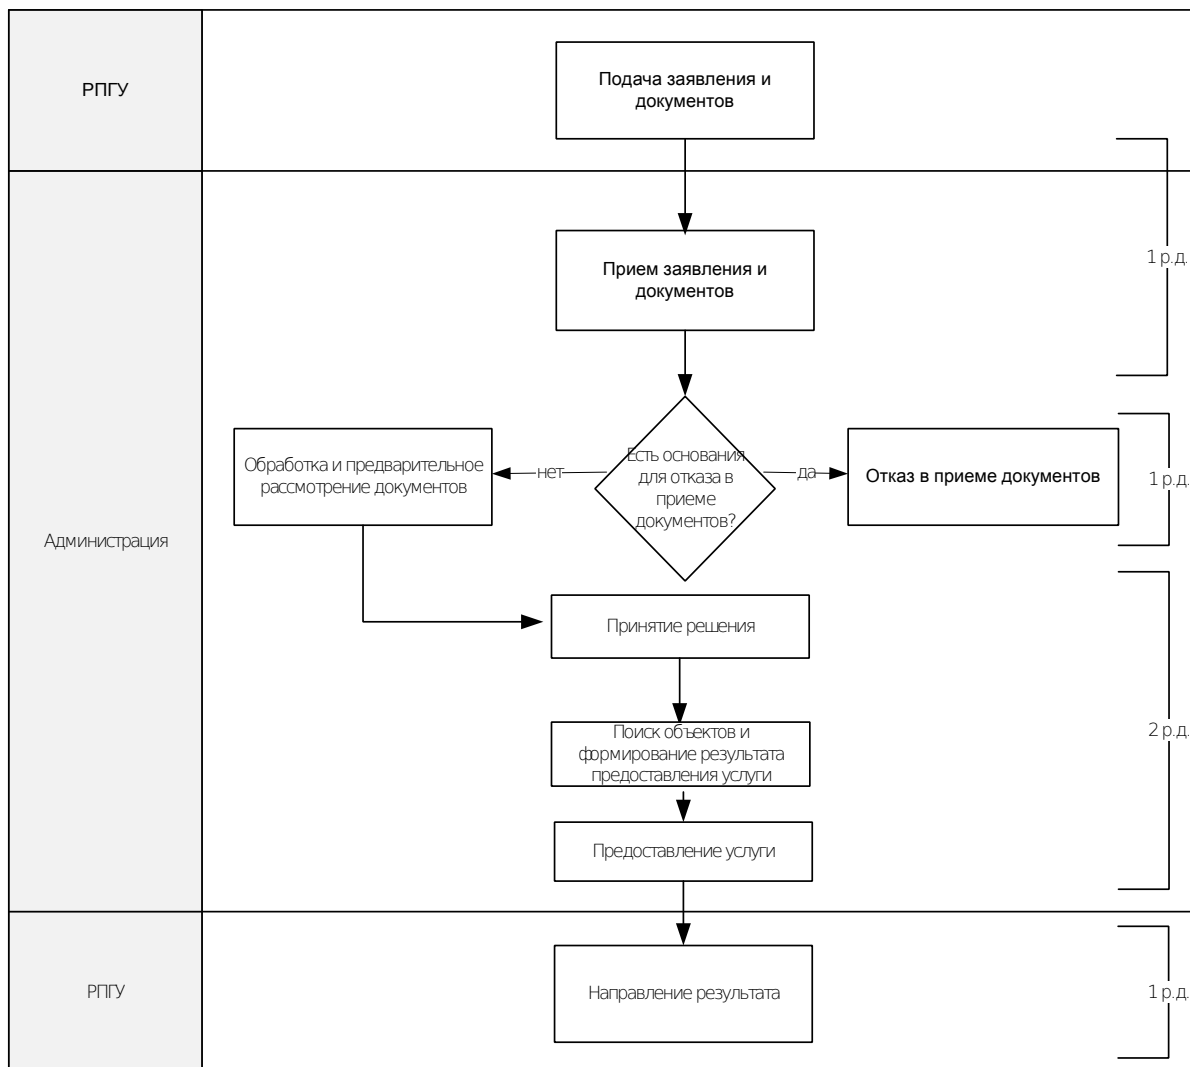 РПГУ
Подача заявления и
документов
Прием заявления и
документов
1 р.д.
Администрация
Есть основания
для отказа в
приеме
документов?
нет
да
Обработка и предварительное
рассмотрение документов
Отказ в приеме документов
1 р.д.
Принятие решения
Поиск объектов и
формирование результата
предоставления услуги
2 р.д.
Предоставление услуги
РПГУ
Направление результата
1 р.д.